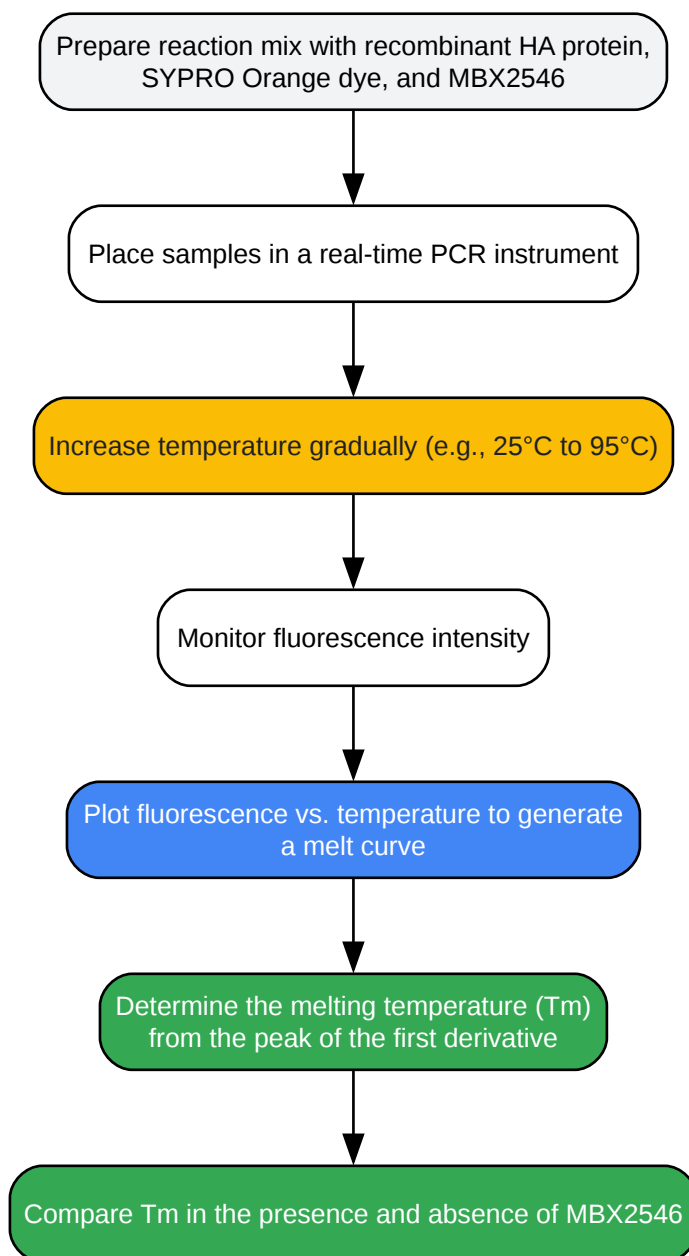 Prepare reaction mix with recombinant HA protein,
SYPRO Orange dye, and MBX2546
Place samples in a real-time PCR instrument
Increase temperature gradually (e.g., 25°C to 95°C)
Monitor fluorescence intensity
Plot fluorescence vs. temperature to generate
a melt curve
Determine the melting temperature (Tm)
from the peak of the first derivative
Compare Tm in the presence and absence of MBX2546